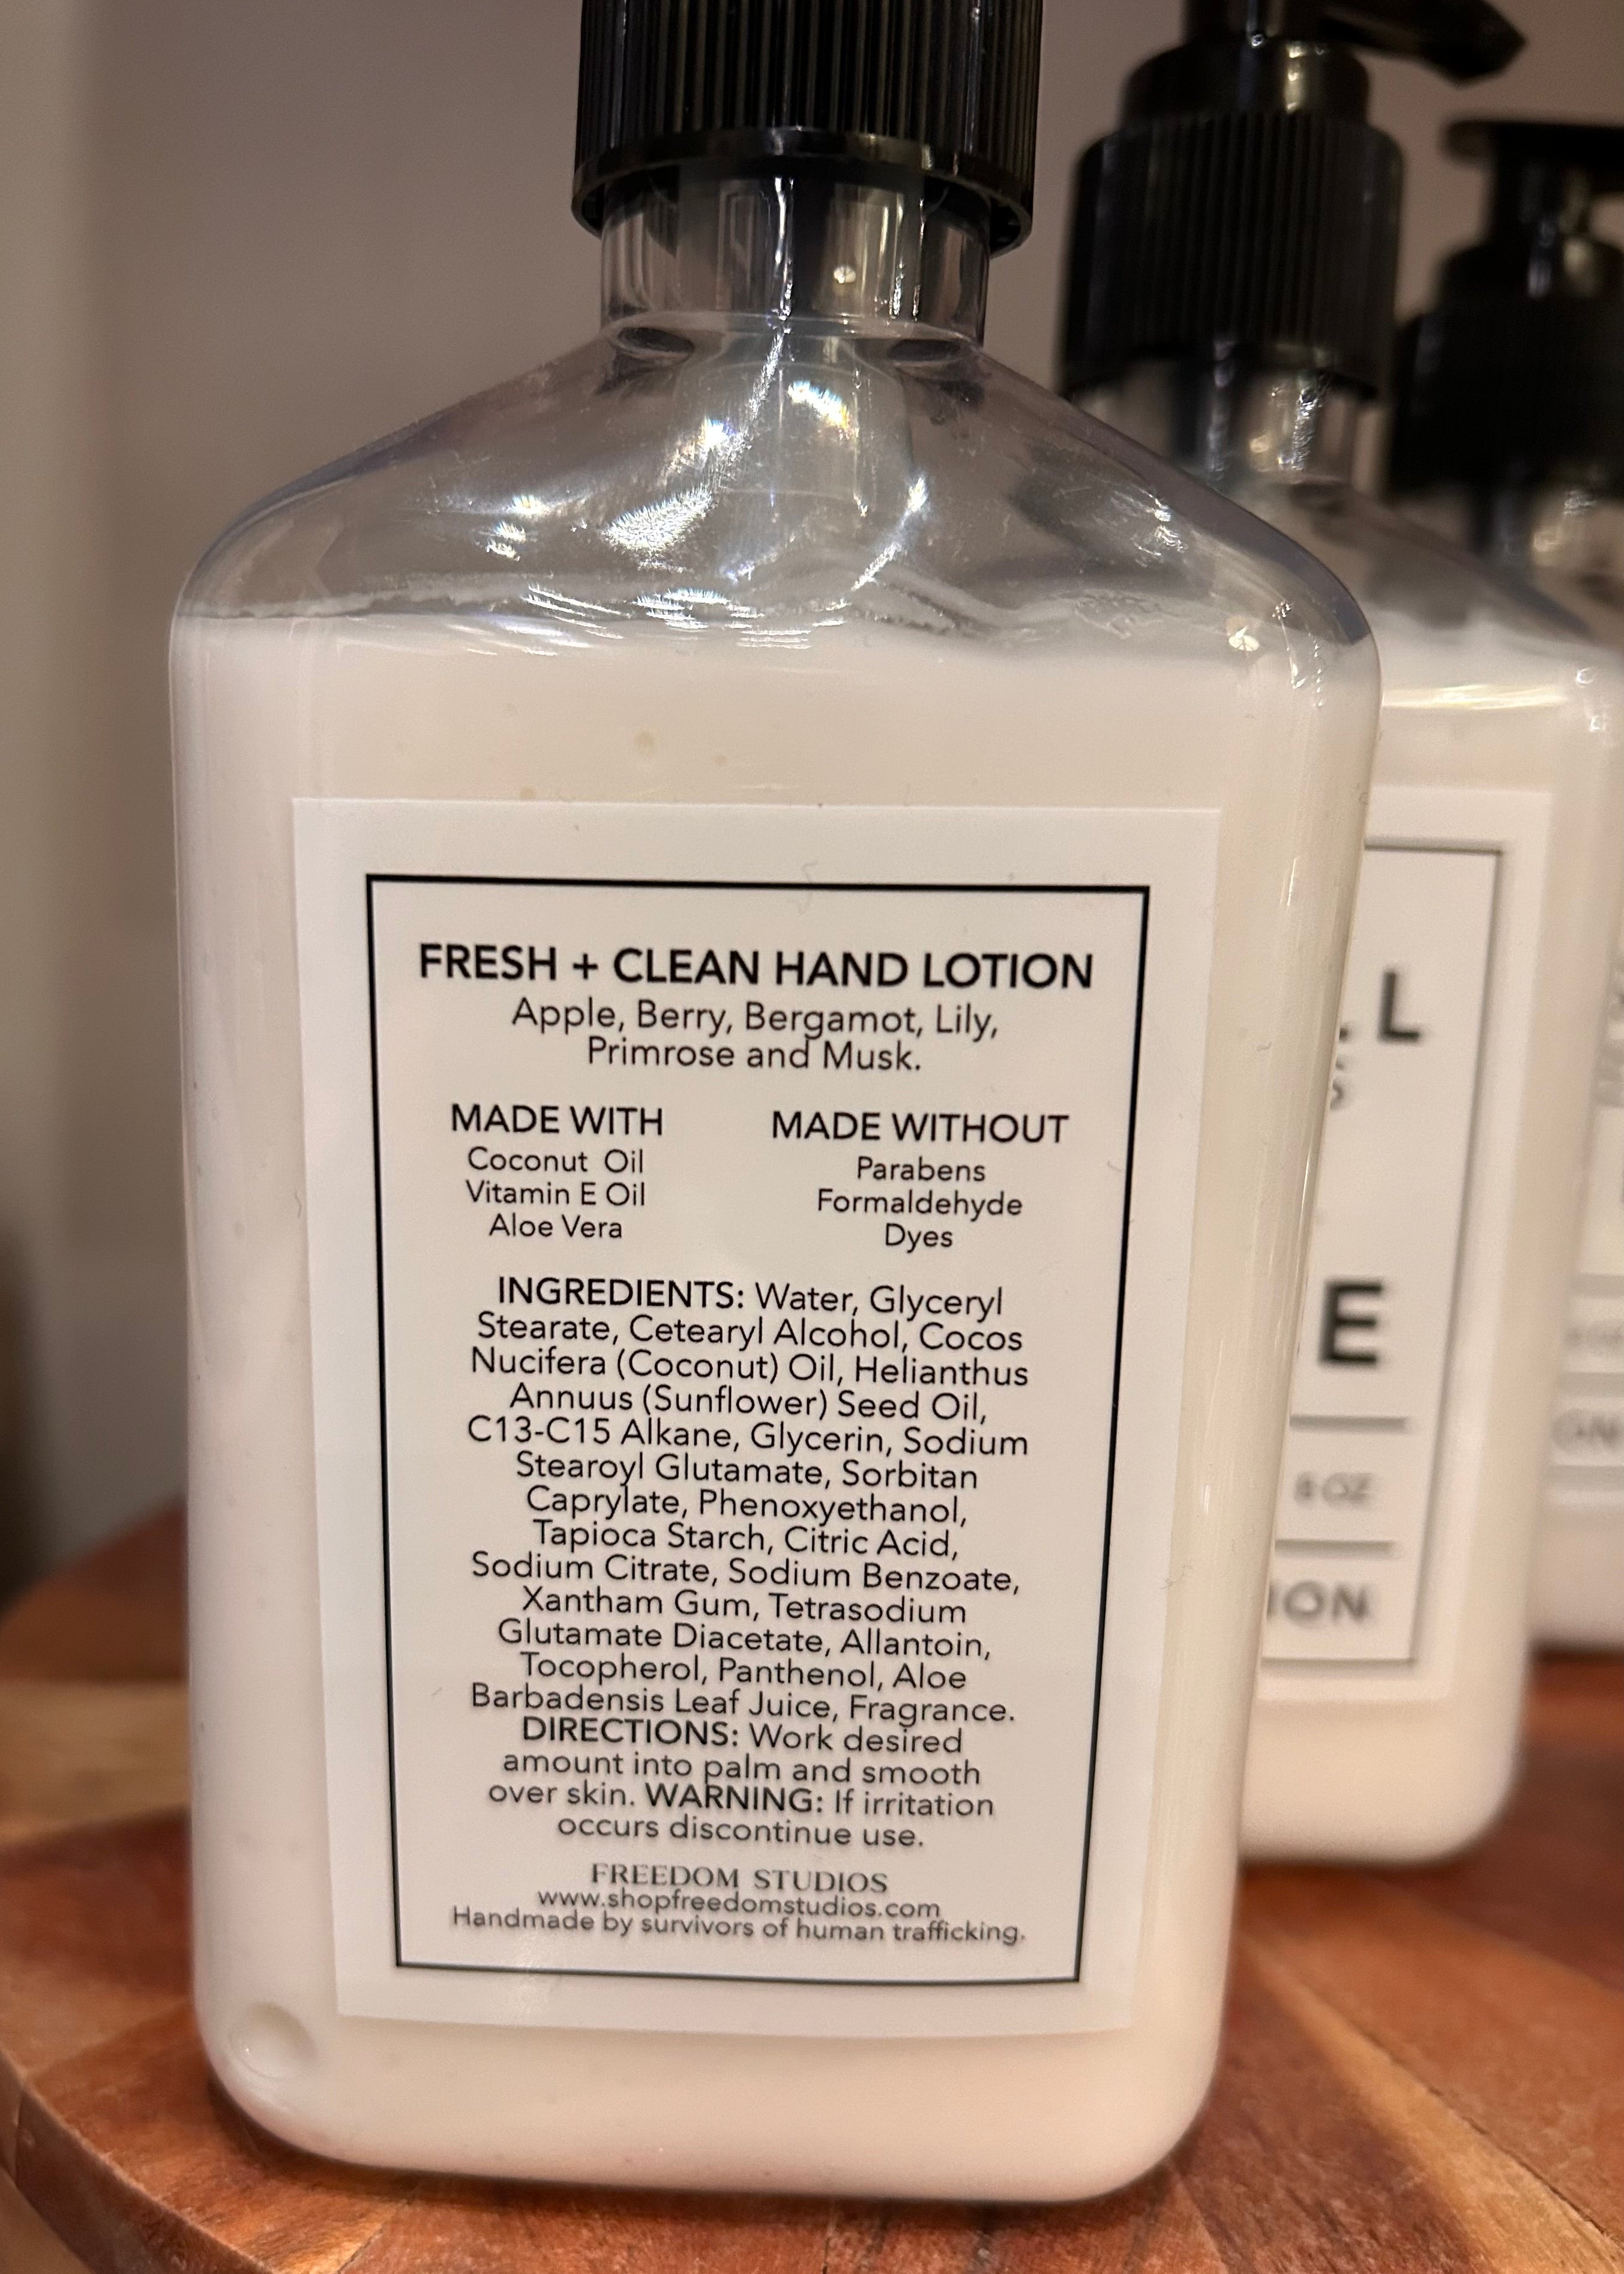 FRESH + CLEAN HAND LOTION
Apple, Berry, Bergamot, Lily,
Primrose and Musk.
MADE WITH
Coconut Oil
Vitamin E Oil
Aloe Vera
MADE WITHOUT
Parabens
Formaldehyde
Dyes
INGREDIENTS: Water, Glyceryl
Stearate, Cetearyl Alcohol, Cocos
Nucifera (Coconut) Oil, Helianthus
Annuus (Sunflower) Seed Oil,
C13-C15 Alkane, Glycerin, Sodium
Stearoyl Glutamate, Sorbitan
Caprylate, Phenoxyethanol,
Tapioca Starch, Citric Acid,
Sodium Citrate, Sodium Benzoate,
Xantham Gum, Tetrasodium
Glutamate Diacetate, Allantoin,
Tocopherol, Panthenol, Aloe
Barbadensis Leaf Juice, Fragrance.
DIRECTIONS: Work desired
amount into palm and smooth
over skin. WARNING: If irritation
occurs discontinue use.
FREEDOM STUDIOS
www.shopfreedomstudios.com
Handmade by survivors of human trafficking.
L
E
8 OZ
ION